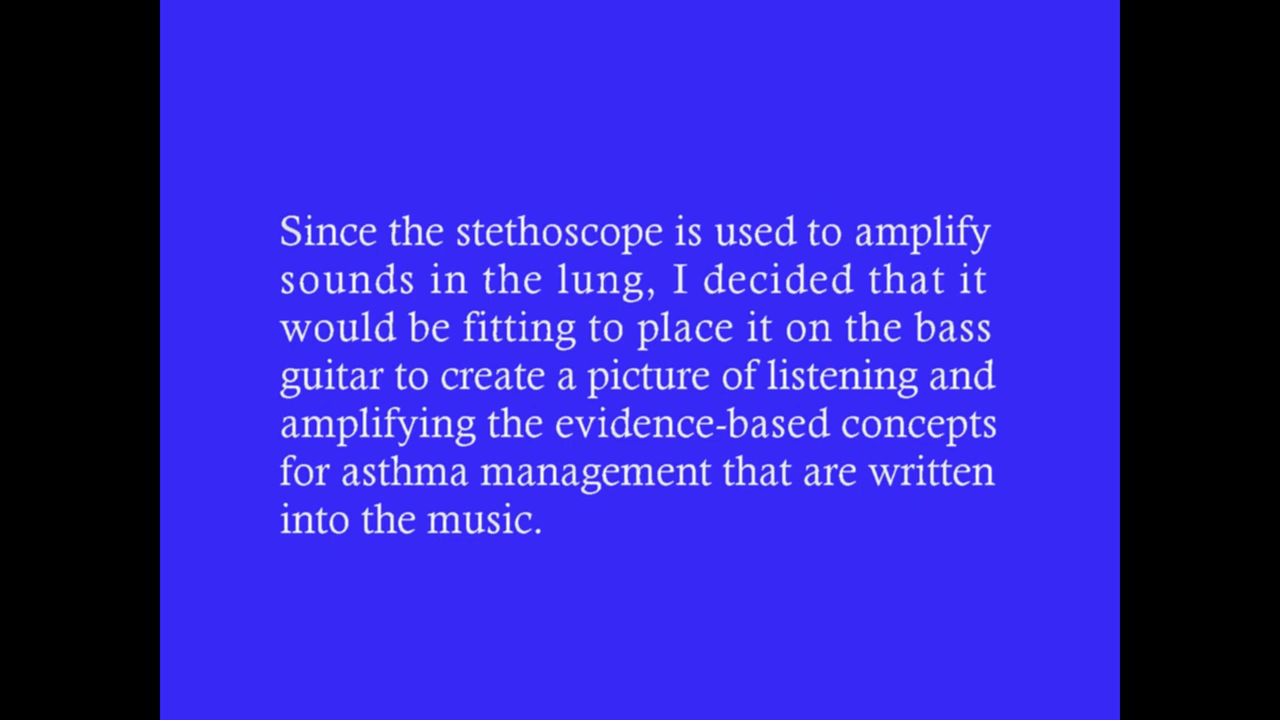 Since the stethoscope is used to amplify
sounds in the lung, I decided that it
would be fitting to place it on the bass
guitar to create a picture of listening and
amplifying the evidence-based concepts
for asthma management that are written
into the music.